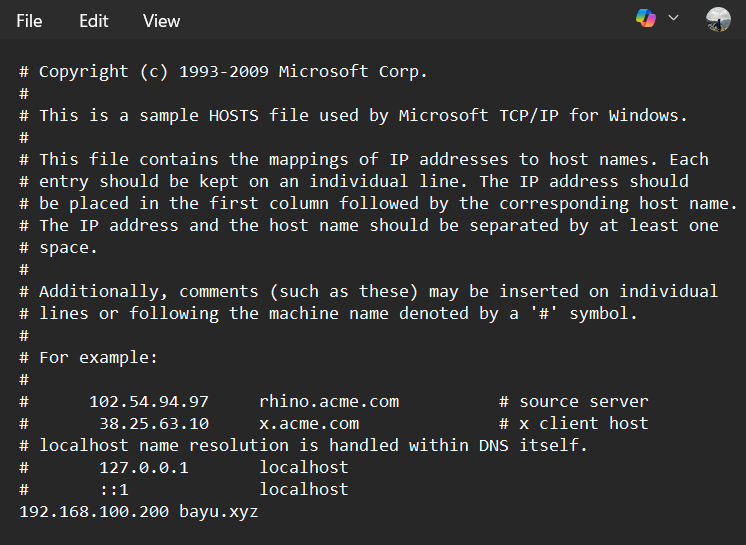 File Edit View
# Copyright (c) 1993-2009 Microsoft Corp.
#
# This is a sample HOSTS file used by Microsoft TCP/IP for Windows.
#
# This file contains the mappings of IP addresses to host names. Each
# entry should be kept on an individual line. The IP address should
# be placed in the first column followed by the corresponding host name.
# The IP address and the host name should be separated by at least one
# space.
#
# Additionally, comments (such as these) may be inserted on individual
# lines or following the machine name denoted by a '#' symbol.
#
# For example:
#
#      102.54.94.97     rhino.acme.com          # source server
#       38.25.63.10     x.acme.com              # x client host
# localhost name resolution is handled within DNS itself.
#       127.0.0.1       localhost
#       ::1             localhost
192.168.100.200 bayu.xyz